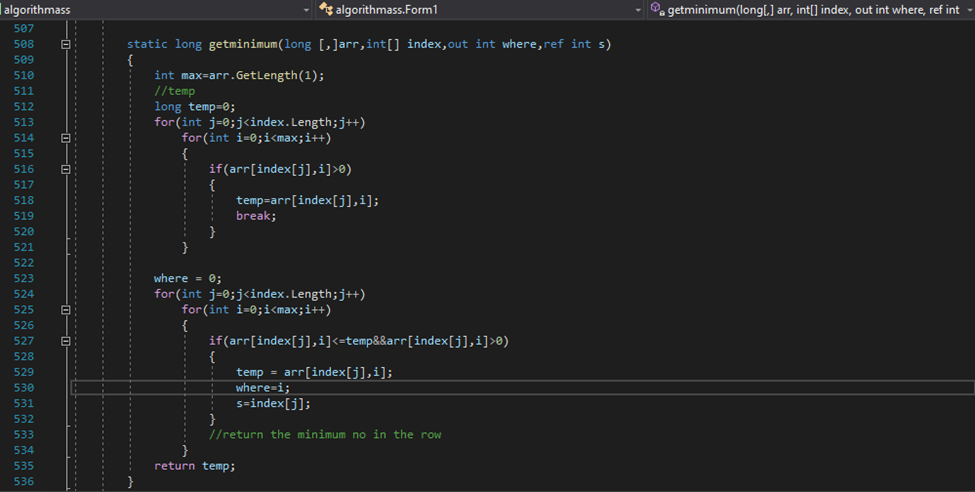 algorithmass algorithmass.Form1 getminimum(long[,] arr, int[] index, out int where, ref int
507
508 static long getminimum(long [,]arr,int[] index,out int where,ref int s)
509 {
510 int max=arr.GetLength(1);
511 //temp
512 long temp=0;
513 for(int j=0;j<index.Length;j++)
514 for(int i=0;i<max;i++)
515 {
516 if(arr[index[j],i]>0)
517 {
518 temp=arr[index[j],i];
519 break;
520 }
521 }
522
523 where = 0;
524 for(int j=0;j<index.Length;j++)
525 for(int i=0;i<max;i++)
526 {
527 if(arr[index[j],i]<=temp&&arr[index[j],i]>0)
528 {
529 temp = arr[index[j],i];
530 where=i;
531 s=index[j];
532 }
533 //return the minimum no in the row
534 }
535 return temp;
536 }